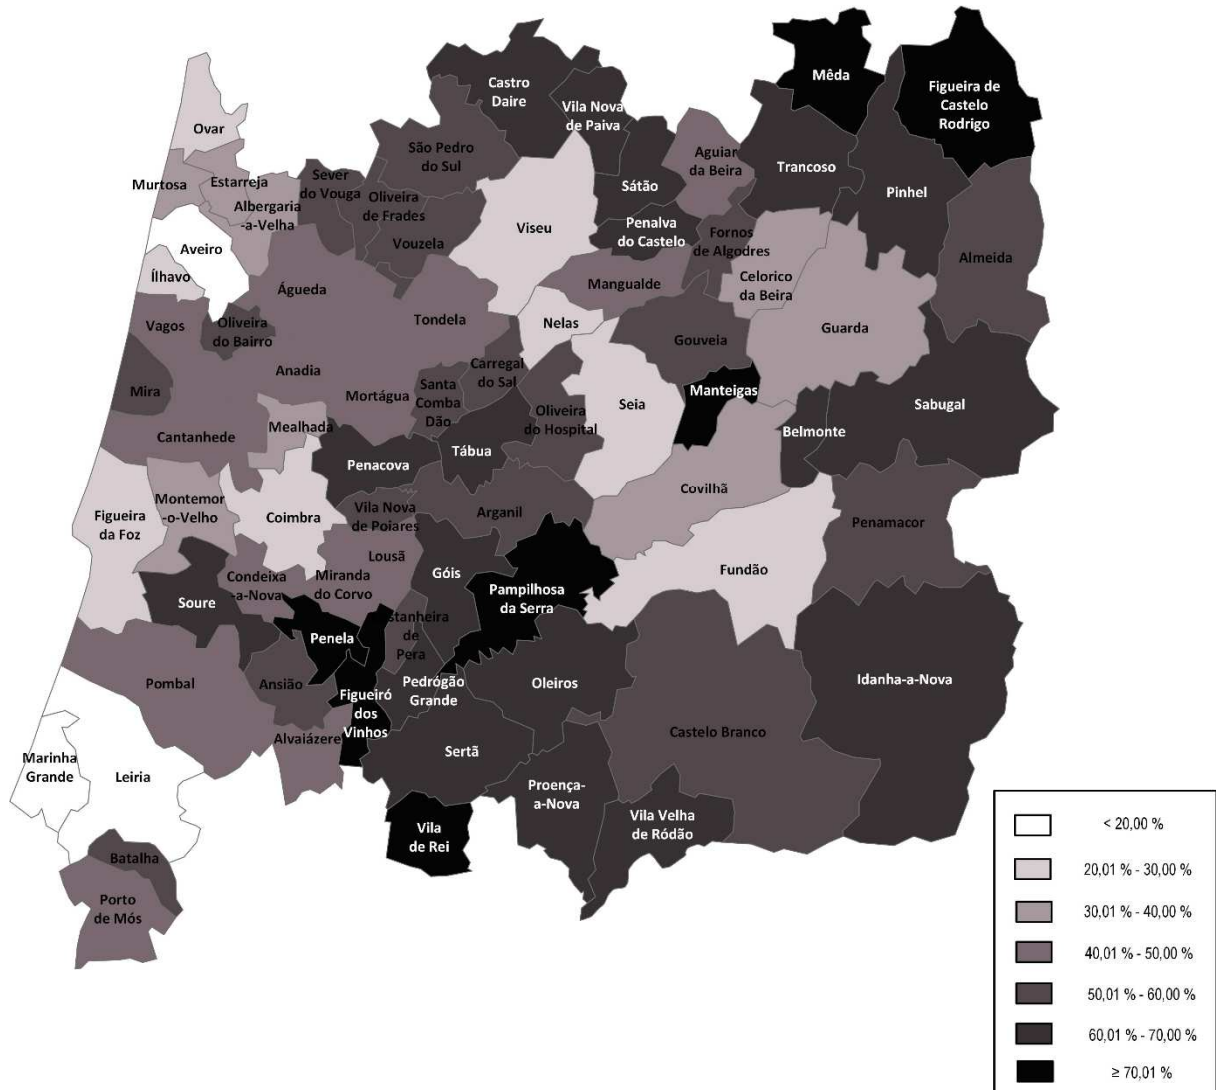 Castro
Daire
Mêda
Figueira de
Castelo
Rodrigo
Vila Nova
de Paiva
Ovar
São Pedro
do Sul
Aguiar
da Beira
Trancoso
Murtosa
Estarreja
Sever
do Vouga
Sátão
Pinhel
Albergaria
-a-Velha
Oliveira
de Frades
Viseu
Penalva
do Castelo
Fornos
de Algodres
Aveiro
Vouzela
Almeida
Ílhavo
Águeda
Mangualde
Celorico
da Beira
Vagos
Oliveira
do Bairro
Tondela
Nelas
Guarda
Gouveia
Anadia
Carregal
do Sal
Mira
Mortágua
Santa
Comba
Dão
Manteigas
Sabugal
Oliveira
do Hospital
Seia
Mealhada
Cantanhede
Belmonte
Tábua
Penacova
Covilhã
Montemor
-o-Velho
Figueira
da Foz
Coimbra
Vila Nova
de Poiares
Arganil
Penamacor
Lousã
Condeixa
-a-Nova
Miranda
do Corvo
Góis
Fundão
Soure
Pampilhosa
da Serra
stanheira
de
Pera
Penela
Pombal
Ansião
Pedrógão
Grande
Oleiros
Idanha-a-Nova
Figueiró
dos
Vinhos
Castelo Branco
Alvaiázere
Sertã
Marinha
Grande
Leiria
Proença-
a-Nova
Vila
de Rei
Vila Velha
de Ródão
Batalha
Porto
de Mós
< 20,00 %
20,01 % - 30,00 %
30,01 % - 40,00 %
40,01 % - 50,00 %
50,01 % - 60,00 %
60,01 % - 70,00 %
≥ 70,01 %